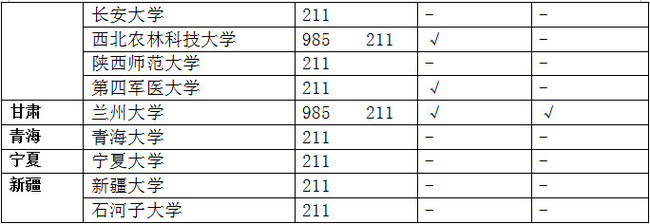 长安大学 211 - -
西北农林科技大学 985 211 √ -
陕西师范大学 211 - -
第四军医大学 211 √ -
甘肃 兰州大学 985 211 √ √
青海 青海大学 211 - -
宁夏 宁夏大学 211 - -
新疆 新疆大学 211 - -
石河子大学 211 - -